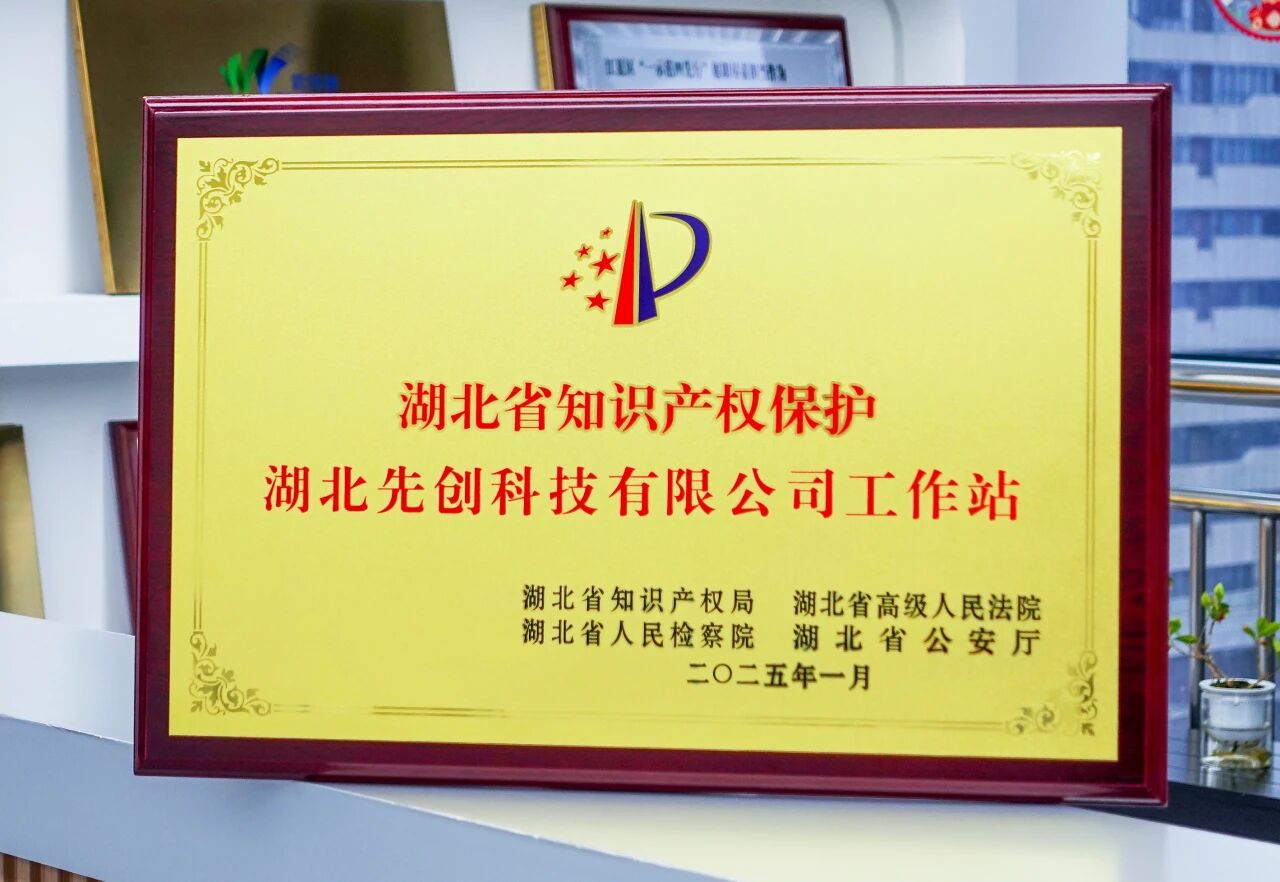 湖北省知识产权保护
湖北先创科技有限公司工作站
湖北省知识产权局 湖北省高级人民法院
湖北省人民检察院 湖北省公安厅
二〇二五年一月